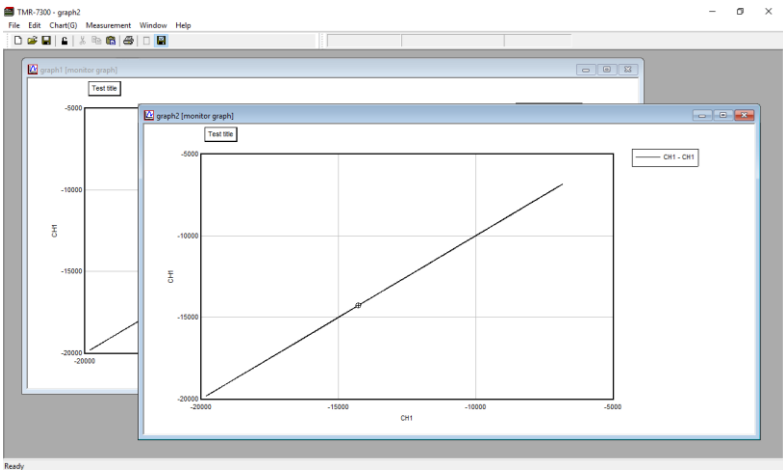 TMR-7300 - graph2
File Edit Chart(G) Measurement Window Help
graph1 [monitor graph]
Test title
-5000
-10000
CH1
-15000
-20000
-20000
graph2 [monitor graph]
Test title
CH1 - CH1
-5000
-10000
CH1
-15000
-20000
-20000 -15000 -10000 -5000
CH1
Ready